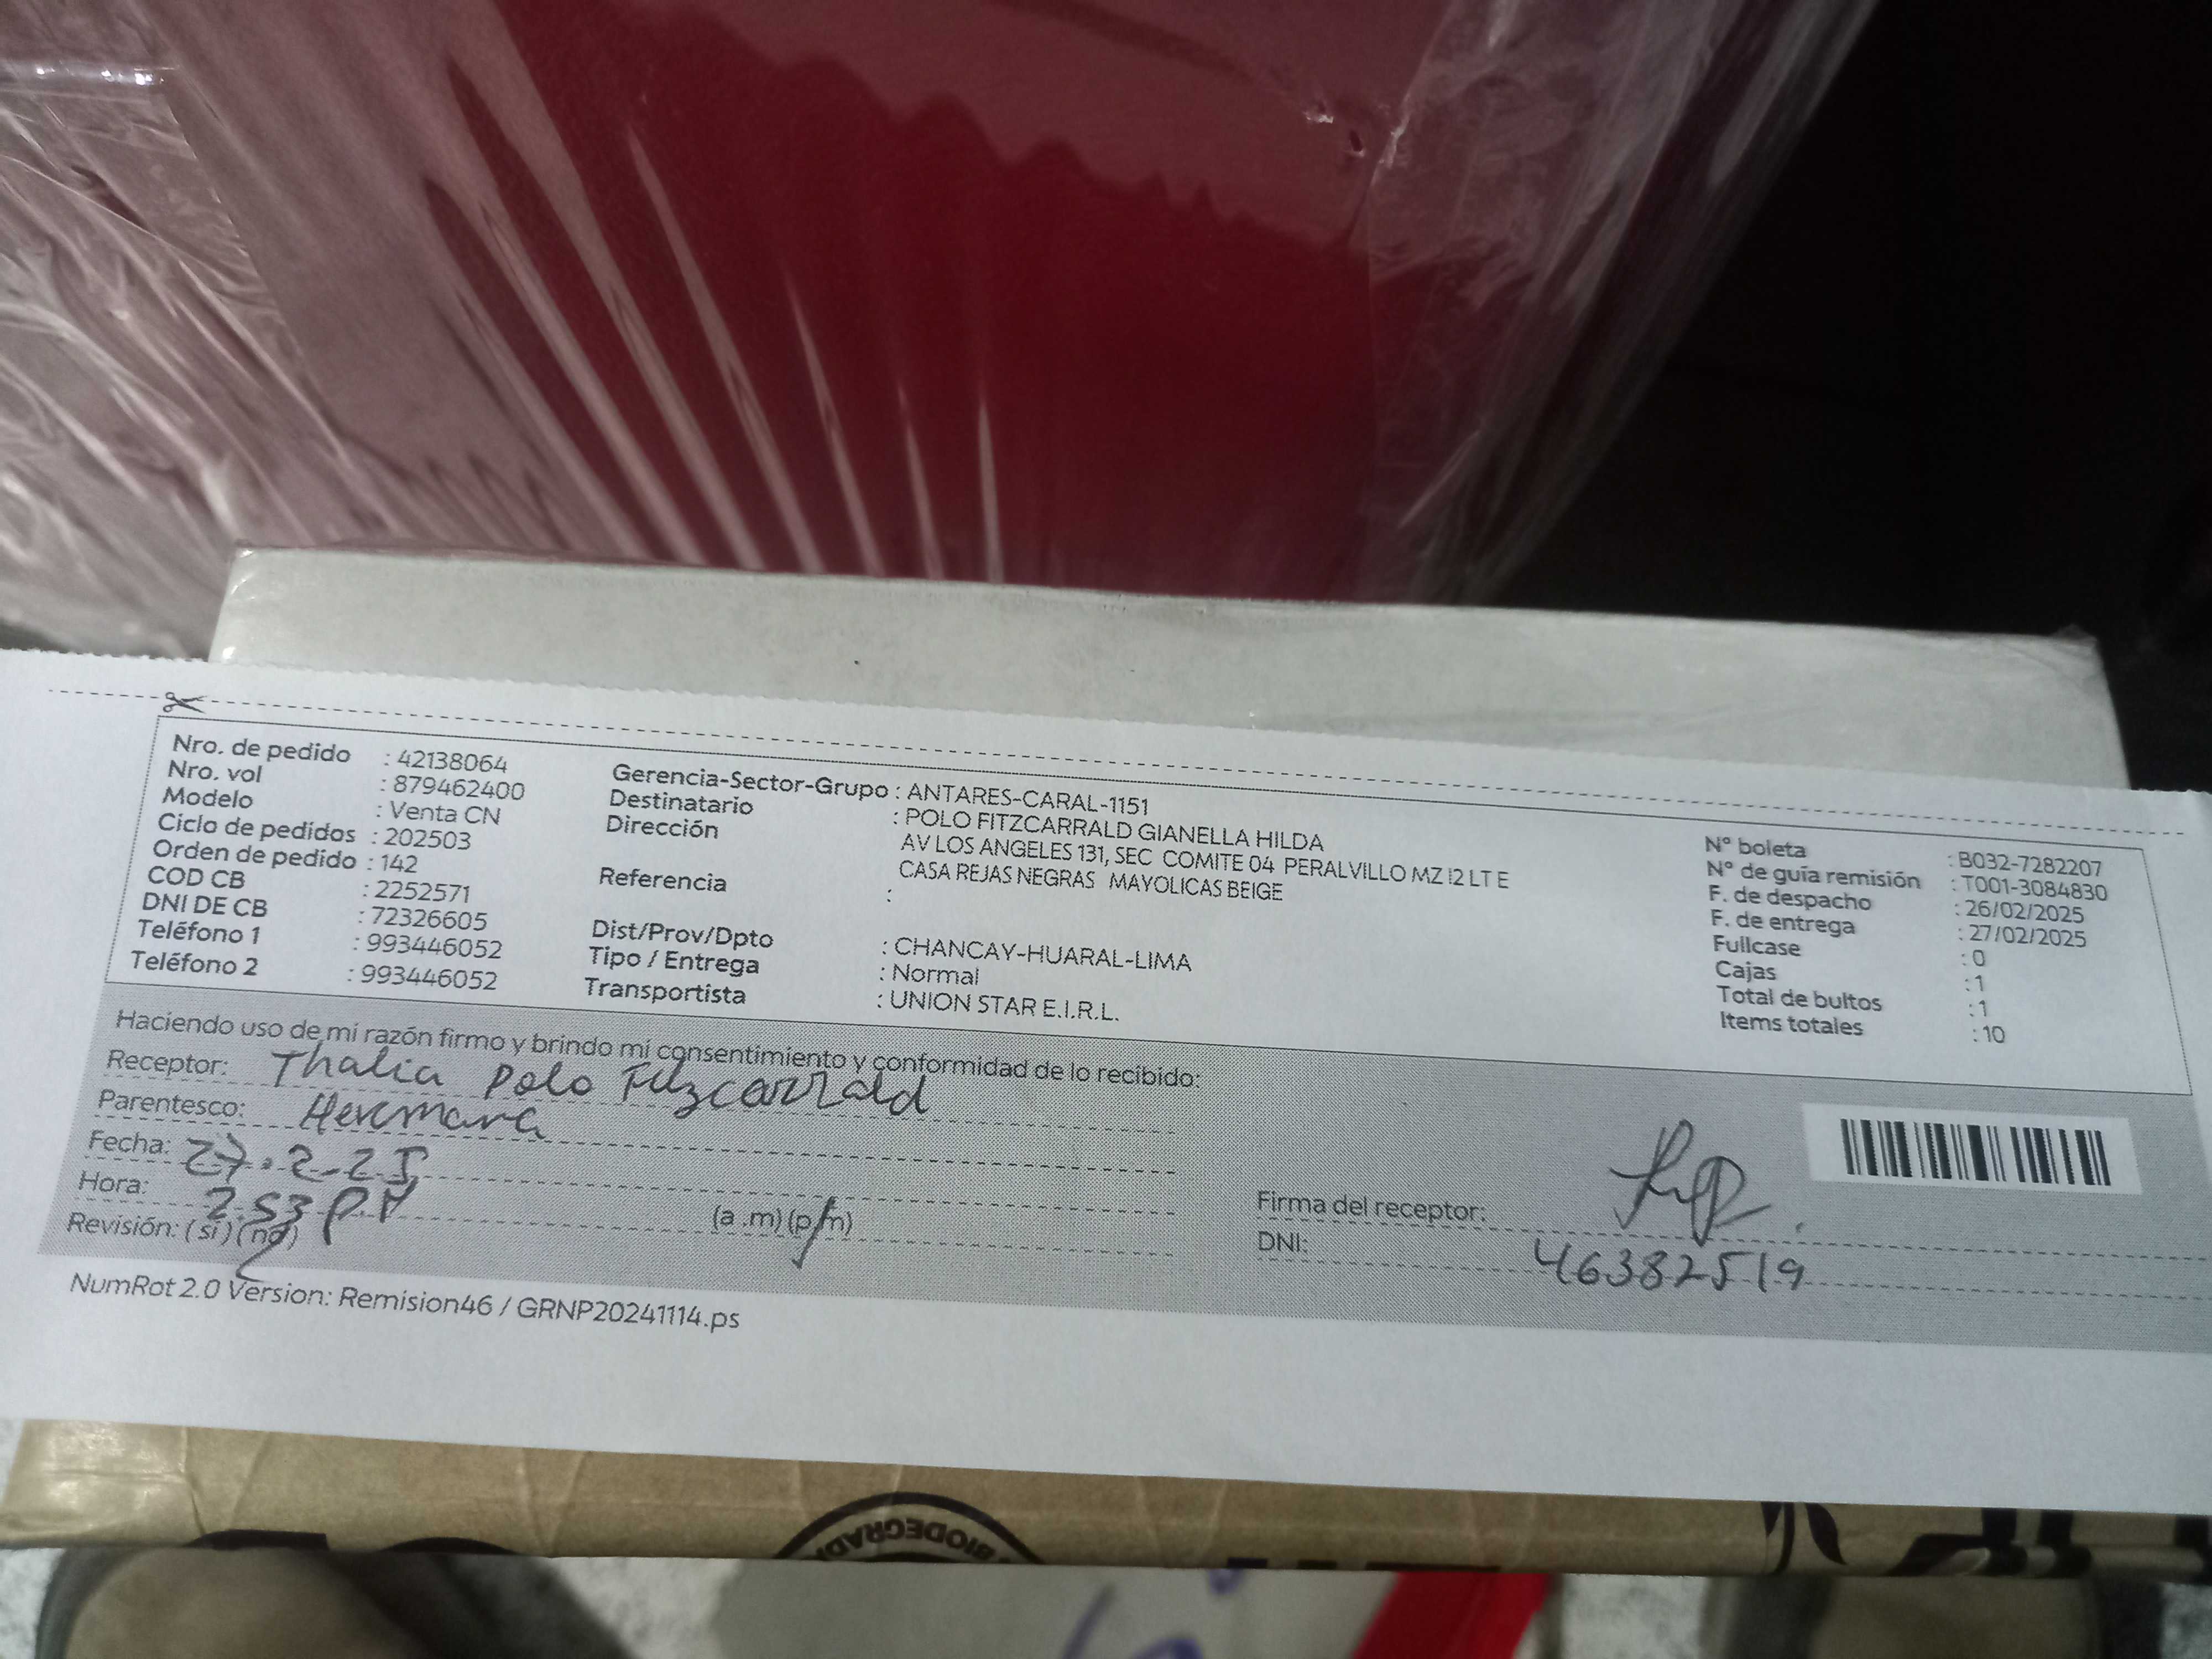 Nro. de pedido : 42138064
Nro. vol : 879462400
Modelo : Venta CN
Ciclo de pedidos : 202503
Orden de pedido : 142
COD CB : 2252571
DNI DE CB : 72326605
Teléfono 1 : 993446052
Teléfono 2 : 993446052
Gerencia-Sector-Grupo : ANTARES-CARAL-1151
Destinatario : POLO FITZCARRALD GIANELLA HILDA
Dirección AV LOS ANGELES 131, SEC COMITE 04 PERALVILLO MZ I2 LT E
CASA REJAS NEGRAS MAYOLICAS BEIGE
Referencia :
Dist/Prov/Dpto : CHANCAY-HUARAL-LIMA
Tipo / Entrega : Normal
Transportista : UNION STAR E.I.R.L.
N° boleta : B032-7282207
N° de guía remisión : T001-3084830
F. de despacho : 26/02/2025
F. de entrega : 27/02/2025
Fullcase : 0
Cajas : 1
Total de bultos : 1
Items totales : 10
Haciendo uso de mi razón firmo y brindo mi consentimiento y conformidad de lo recibido:
Receptor: Thalia Polo Fitzcarrald
Parentesco: Hermana
Fecha: 27.2.25
Hora: 2.53 P.M (a .m) (p.m)
Revisión: (si) (no)
Firma del receptor:
DNI: 46382519
NumRot 2.0 Version: Remision46 / GRNP20241114.ps